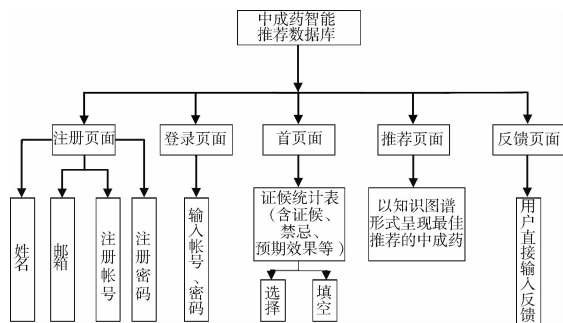 中成药智能
推荐数据库
注册页面
登录页面
首页面
推荐页面
反馈页面
姓名
邮箱
注册帐号
注册密码
输入帐号、密码
证候统计表
（含证候、
禁忌、
预期效果等）
选择
填空
以知识图谱
形式呈现最佳
推荐的中成药
用户直接输入反馈